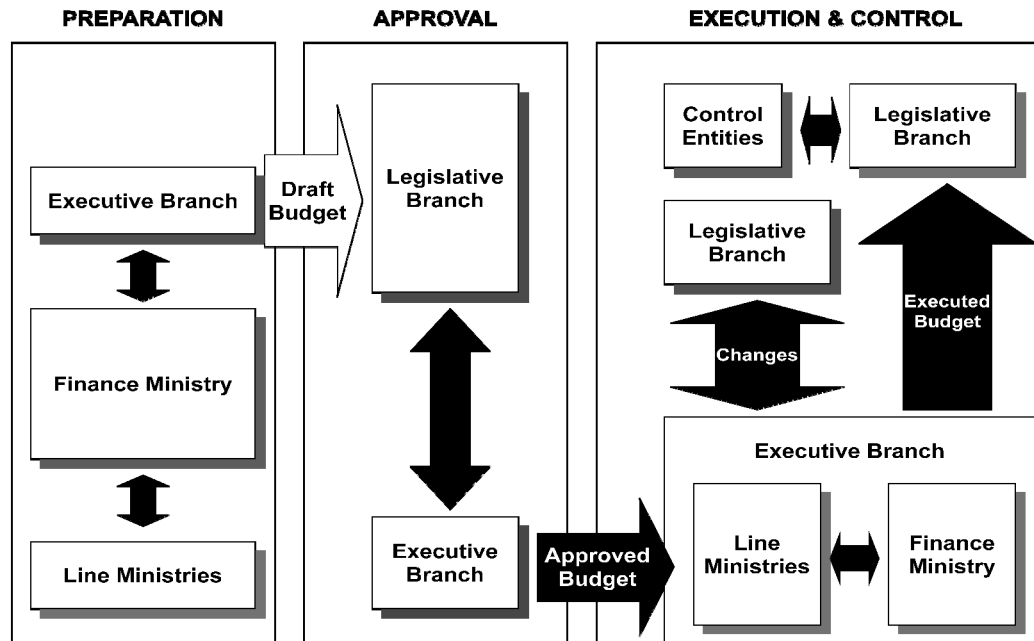 PREPARATION
APPROVAL
EXECUTION & CONTROL
Executive Branch
Finance Ministry
Line Ministries
Draft
Budget
Legislative
Branch
Executive
Branch
Approved
Budget
Control
Entities
Legislative
Branch
Legislative
Branch
Changes
Executed
Budget
Executive Branch
Line
Ministries
Finance
Ministry